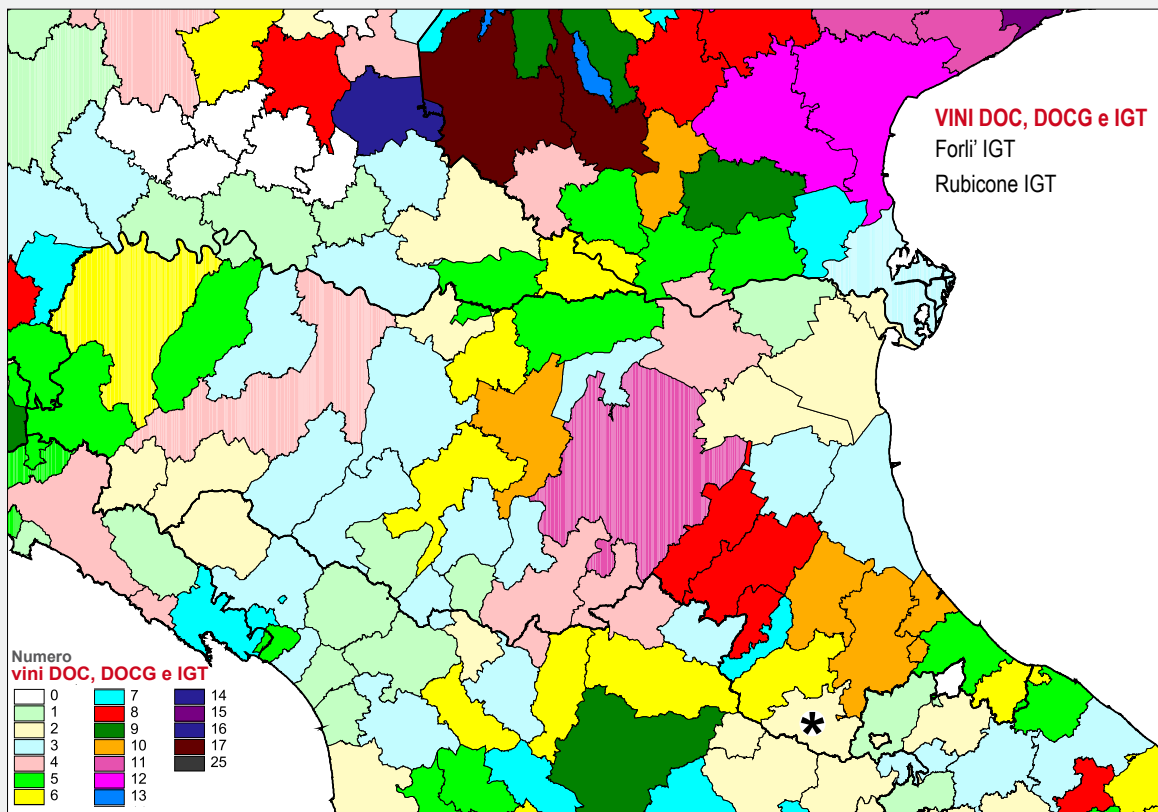 VINI DOC, DOCG e IGT
Forli' IGT
Rubicone IGT
*
Numero
vini DOC, DOCG e IGT
0 7 14
1 8 15
2 9 16
3 10 17
4 11 25
5 12
6 13